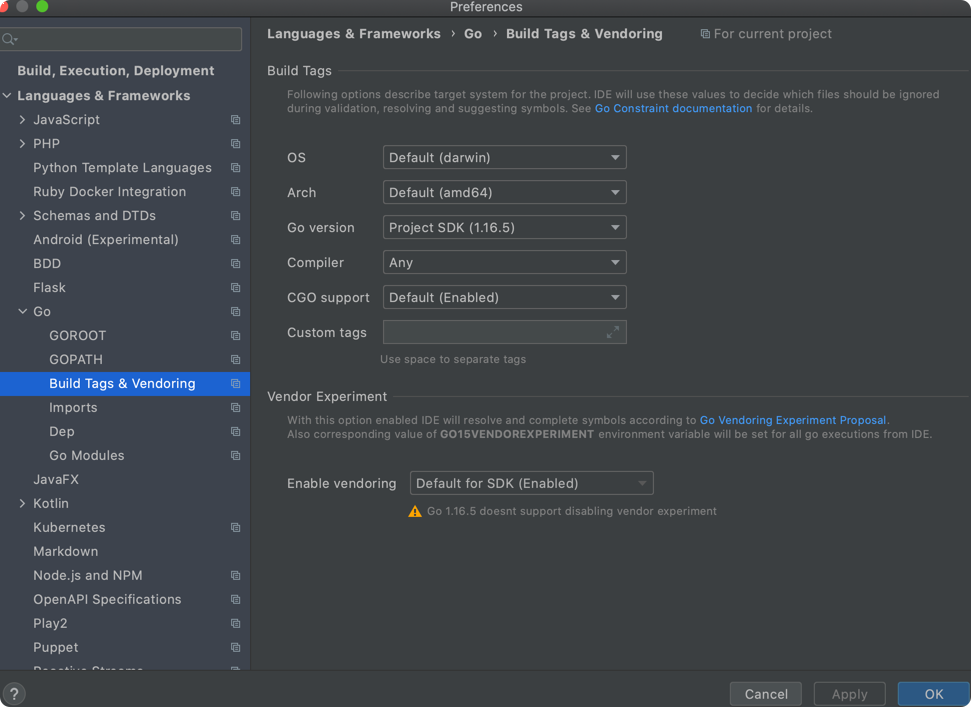 Preferences
Build, Execution, Deployment
Languages & Frameworks
JavaScript
PHP
Python Template Languages
Ruby Docker Integration
Schemas and DTDs
Android (Experimental)
BDD
Flask
Go
GOROOT
GOPATH
Build Tags & Vendoring
Imports
Dep
Go Modules
JavaFX
Kotlin
Kubernetes
Markdown
Node.js and NPM
OpenAPI Specifications
Play2
Puppet
Reactive Streams
Languages & Frameworks › Go › Build Tags & Vendoring For current project
Build Tags
Following options describe target system for the project. IDE will use these values to decide which files should be ignored
during validation, resolving and suggesting symbols. See Go Constraint documentation for details.
OS Default (darwin)
Arch Default (amd64)
Go version Project SDK (1.16.5)
Compiler Any
CGO support Default (Enabled)
Custom tags
Use space to separate tags
Vendor Experiment
With this option enabled IDE will resolve and complete symbols according to Go Vendoring Experiment Proposal.
Also corresponding value of GO15VENDOREXPERIMENT environment variable will be set for all go executions from IDE.
Enable vendoring Default for SDK (Enabled)
Go 1.16.5 doesnt support disabling vendor experiment
? Cancel Apply OK